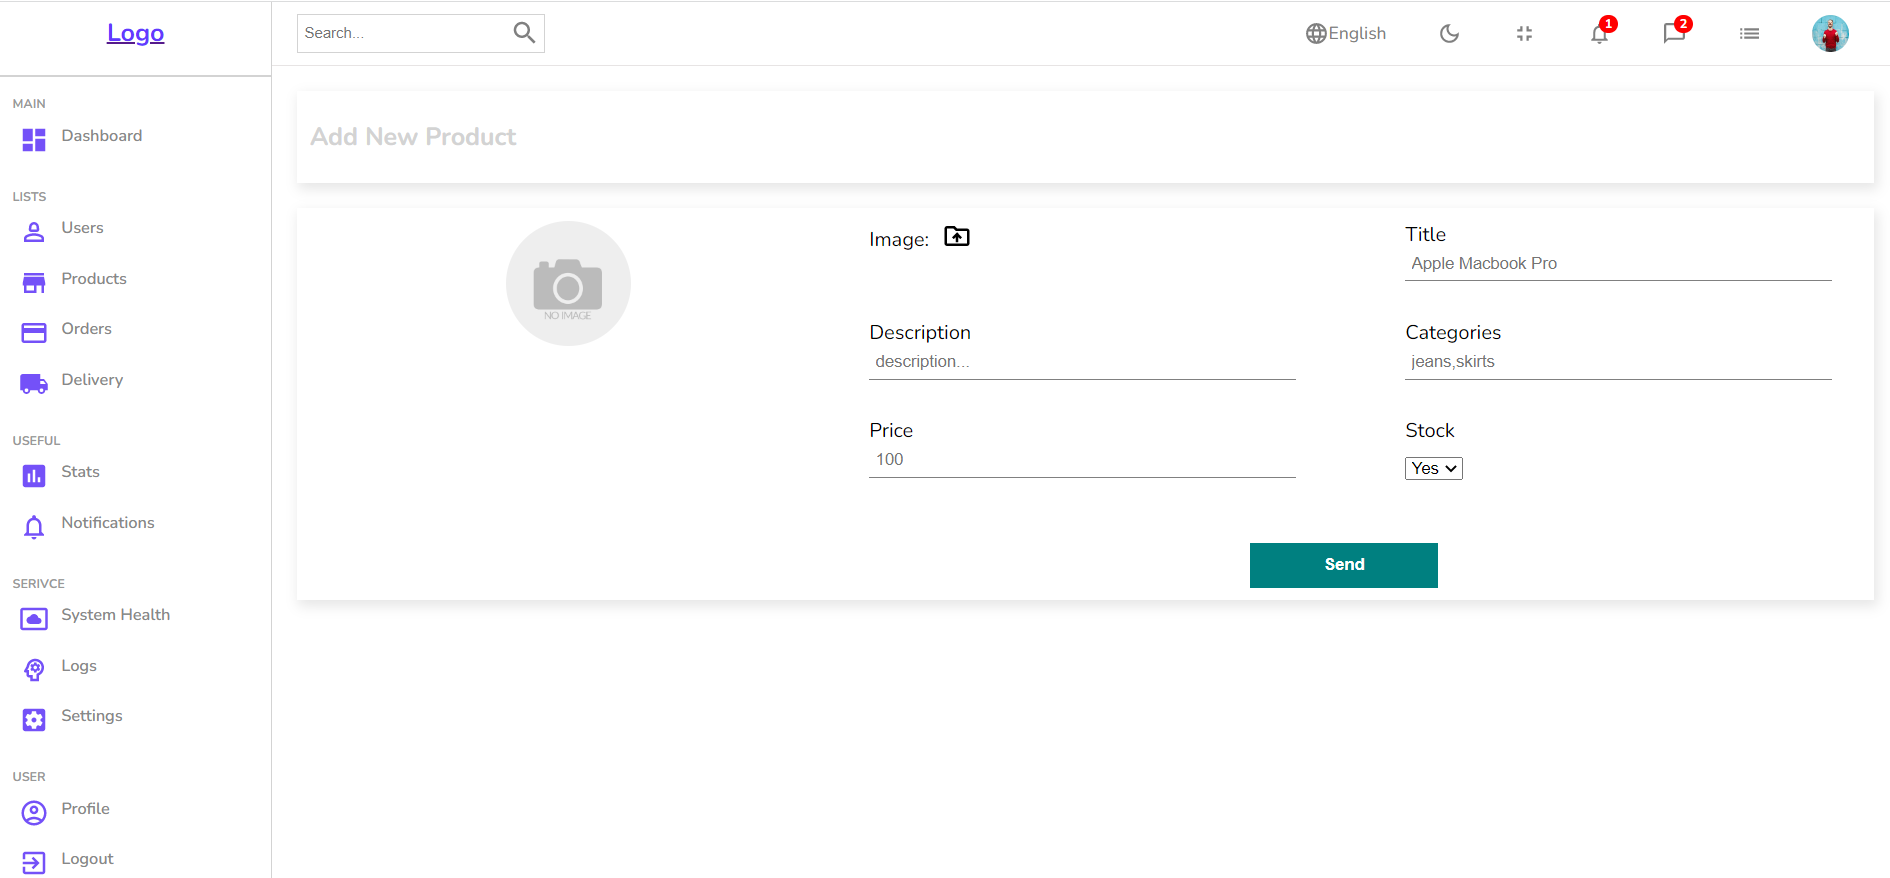 Logo
Search...
English
1
2
MAIN
Dashboard
LISTS
Users
Products
Orders
Delivery
USEFUL
Stats
Notifications
SERIVCE
System Health
Logs
Settings
USER
Profile
Logout
Add New Product
NO IMAGE
Image:
Title
Apple Macbook Pro
Description
description...
Categories
jeans,skirts
Price
100
Stock
Yes
Send